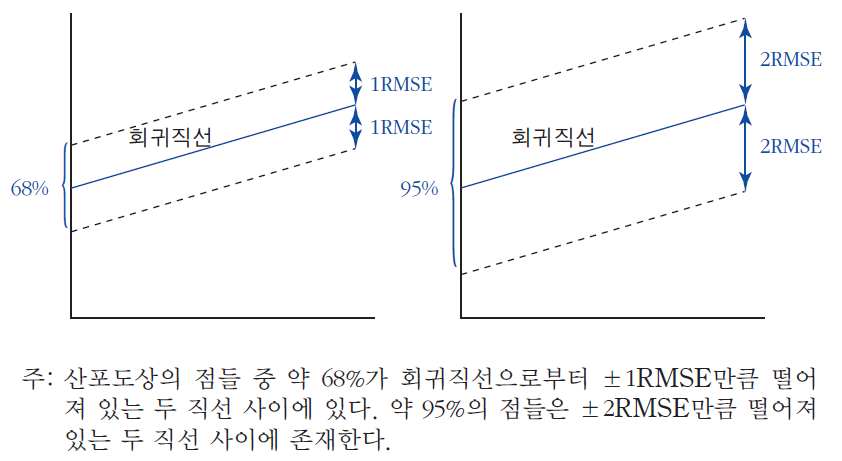 1RMSE
회귀직선
1RMSE
68%
2RMSE
회귀직선
2RMSE
95%
주: 산포도상의 점들 중 약 68%가 회귀직선으로부터 ±1RMSE만큼 떨어
져 있는 두 직선 사이에 있다. 약 95%의 점들은 ±2RMSE만큼 떨어져
있는 두 직선 사이에 존재한다.